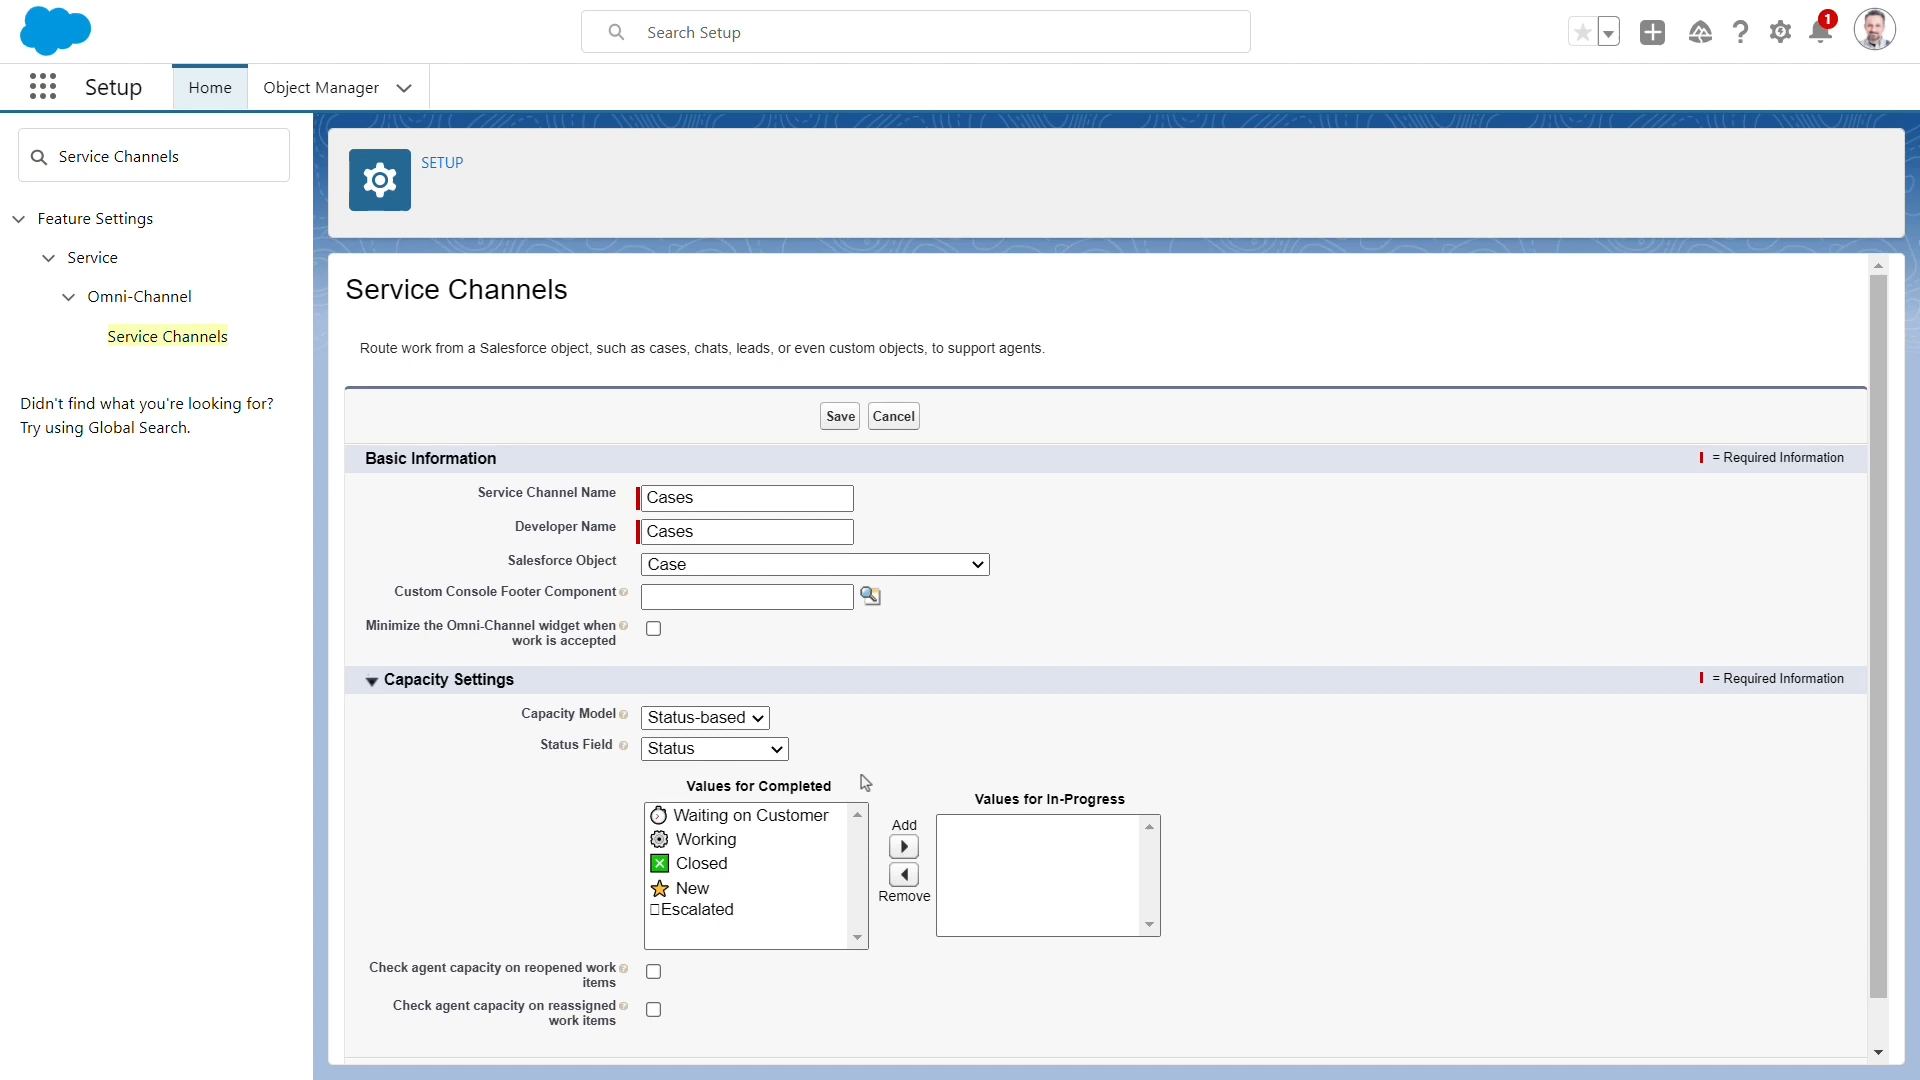 Search Setup
1
Setup
Home
Object Manager
Service Channels
SETUP
Feature Settings
Service
Omni-Channel
Service Channels
Didn't find what you're looking for?
Try using Global Search.
Service Channels
Route work from a Salesforce object, such as cases, chats, leads, or even custom objects, to support agents.
Save Cancel
Basic Information
= Required Information
Service Channel Name Cases
Developer Name Cases
Salesforce Object Case
Custom Console Footer Component
Minimize the Omni-Channel widget when
work is accepted
Capacity Settings
= Required Information
Capacity Model Status-based
Status Field Status
Values for Completed
Waiting on Customer
Working
Closed
New
Escalated
Add
Remove
Values for In-Progress
Check agent capacity on reopened work
items
Check agent capacity on reassigned
work items